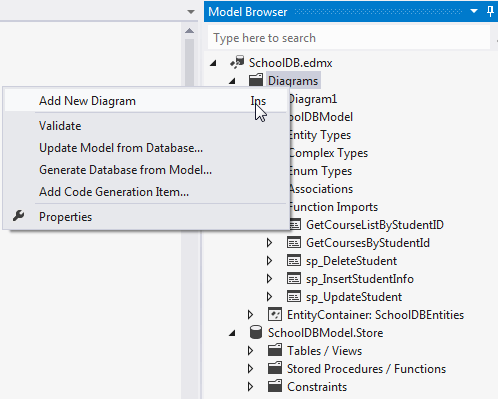 Model Browser
Type here to search
SchoolDB.edmx
Diagrams
Add New Diagram Ins
Diagram1
Validate
oolDBModel
Entity Types
Update Model from Database...
Complex Types
Generate Database from Model...
Enum Types
Add Code Generation Item...
Associations
Function Imports
Properties
GetCourseListByStudentID
GetCoursesByStudentId
sp_DeleteStudent
sp_InsertStudentInfo
sp_UpdateStudent
EntityContainer: SchoolDBEntities
SchoolDBModel.Store
Tables / Views
Stored Procedures / Functions
Constraints